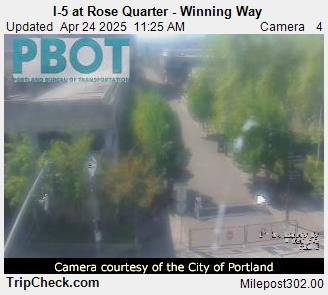 I-5 at Rose Quarter - Winning Way
Updated Apr 24 2025 11:25 AM Camera 4
PBOT
PORTLAND BUREAU OF TRANSPORTATION
Camera courtesy of the City of Portland
TripCheck.com Milepost302.00